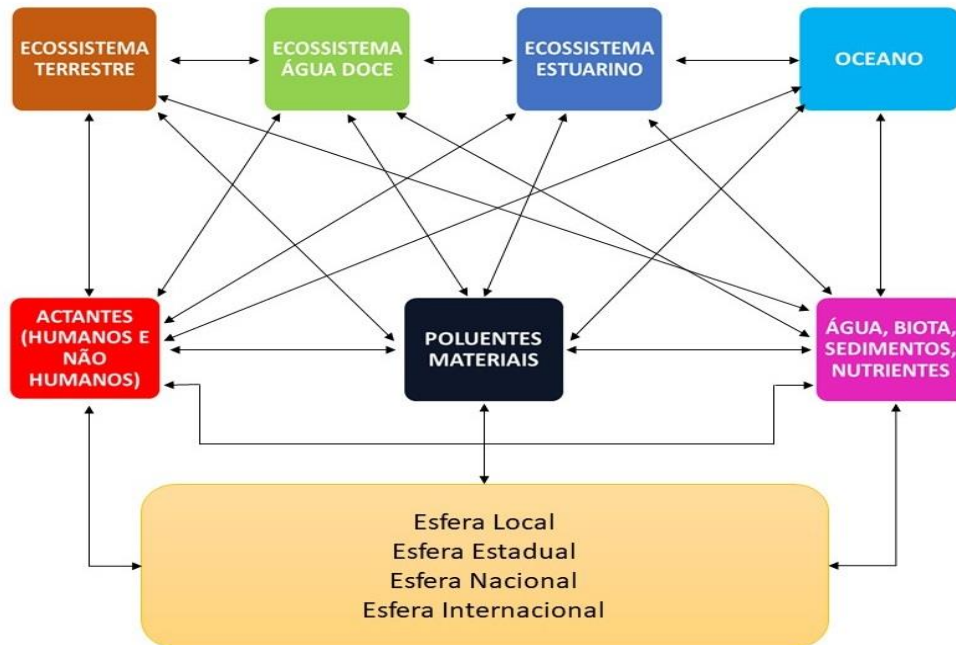 ECOSSISTEMA
TERRESTRE
ECOSSISTEMA
ÁGUA DOCE
ECOSSISTEMA
ESTUARINO
OCEANO
ACTANTES
(HUMANOS E
NÃO
HUMANOS)
POLUENTES
MATERIAIS
ÁGUA, BIOTA,
SEDIMENTOS,
NUTRIENTES
Esfera Local
Esfera Estadual
Esfera Nacional
Esfera Internacional